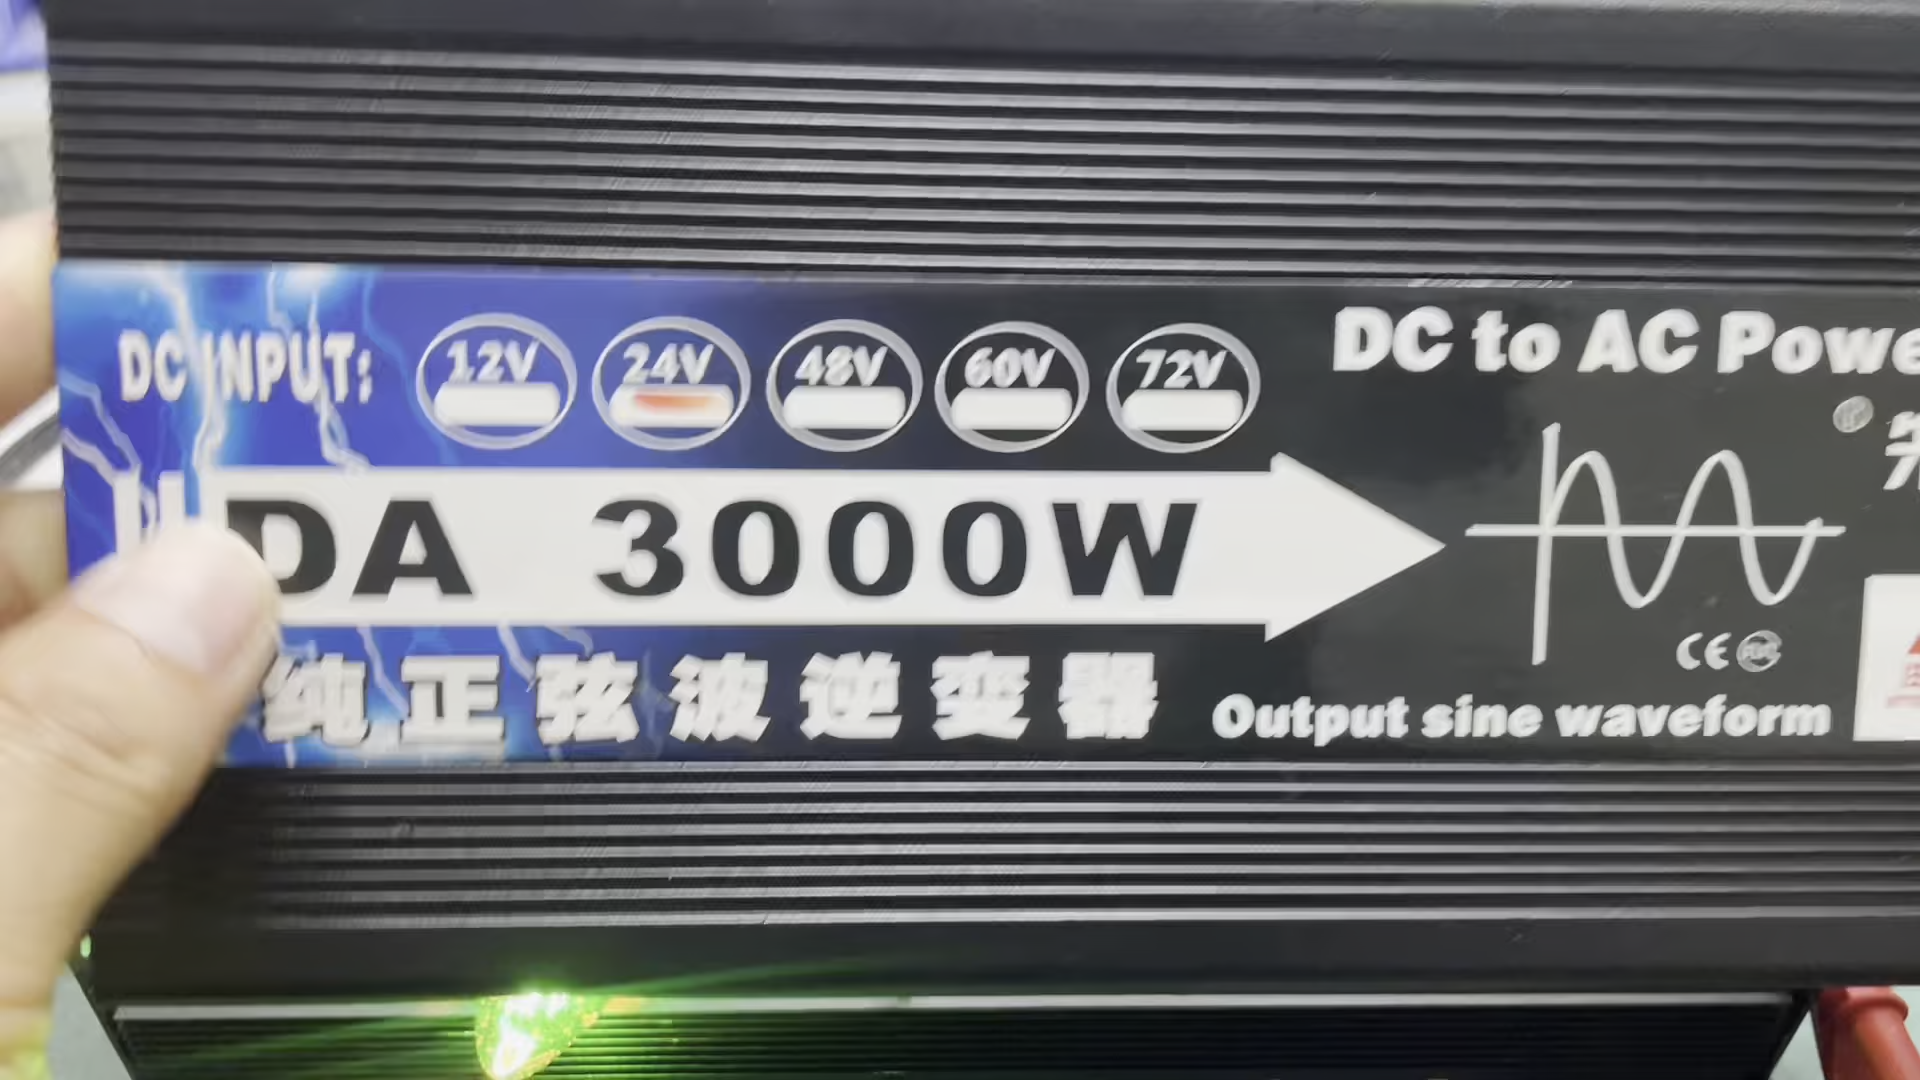 DC INPUT: 12V 24V 48V 60V 72V
DC to AC Powe
DA 3000W
CE
纯正弦波逆变器
Output sine waveform